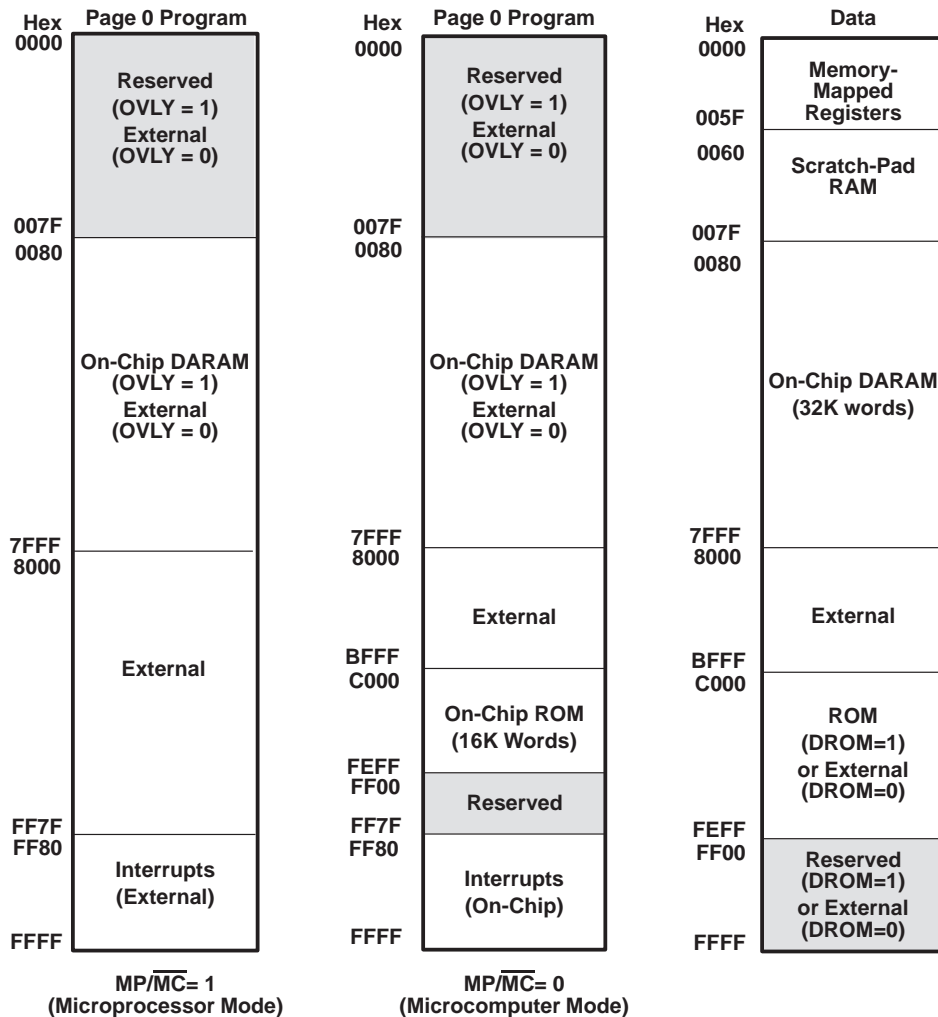 Hex
Page 0 Program
0000
Reserved
(OVLY = 1)
External
(OVLY = 0)
007F
0080
On-Chip DARAM
(OVLY = 1)
External
(OVLY = 0)
7FFF
8000
External
FF7F
FF80
Interrupts
(External)
FFFF
MP/MC= 1
(Microprocessor Mode)
Hex
Page 0 Program
0000
Reserved
(OVLY = 1)
External
(OVLY = 0)
007F
0080
On-Chip DARAM
(OVLY = 1)
External
(OVLY = 0)
7FFF
8000
External
BFFF
C000
On-Chip ROM
(16K Words)
FEFF
FF00
Reserved
FF7F
FF80
Interrupts
(On-Chip)
FFFF
MP/MC= 0
(Microcomputer Mode)
Hex
Data
0000
Memory-
Mapped
Registers
005F
0060
Scratch-Pad
RAM
007F
0080
On-Chip DARAM
(32K words)
7FFF
8000
External
BFFF
C000
ROM
(DROM=1)
or External
(DROM=0)
FEFF
FF00
Reserved
(DROM=1)
or External
(DROM=0)
FFFF